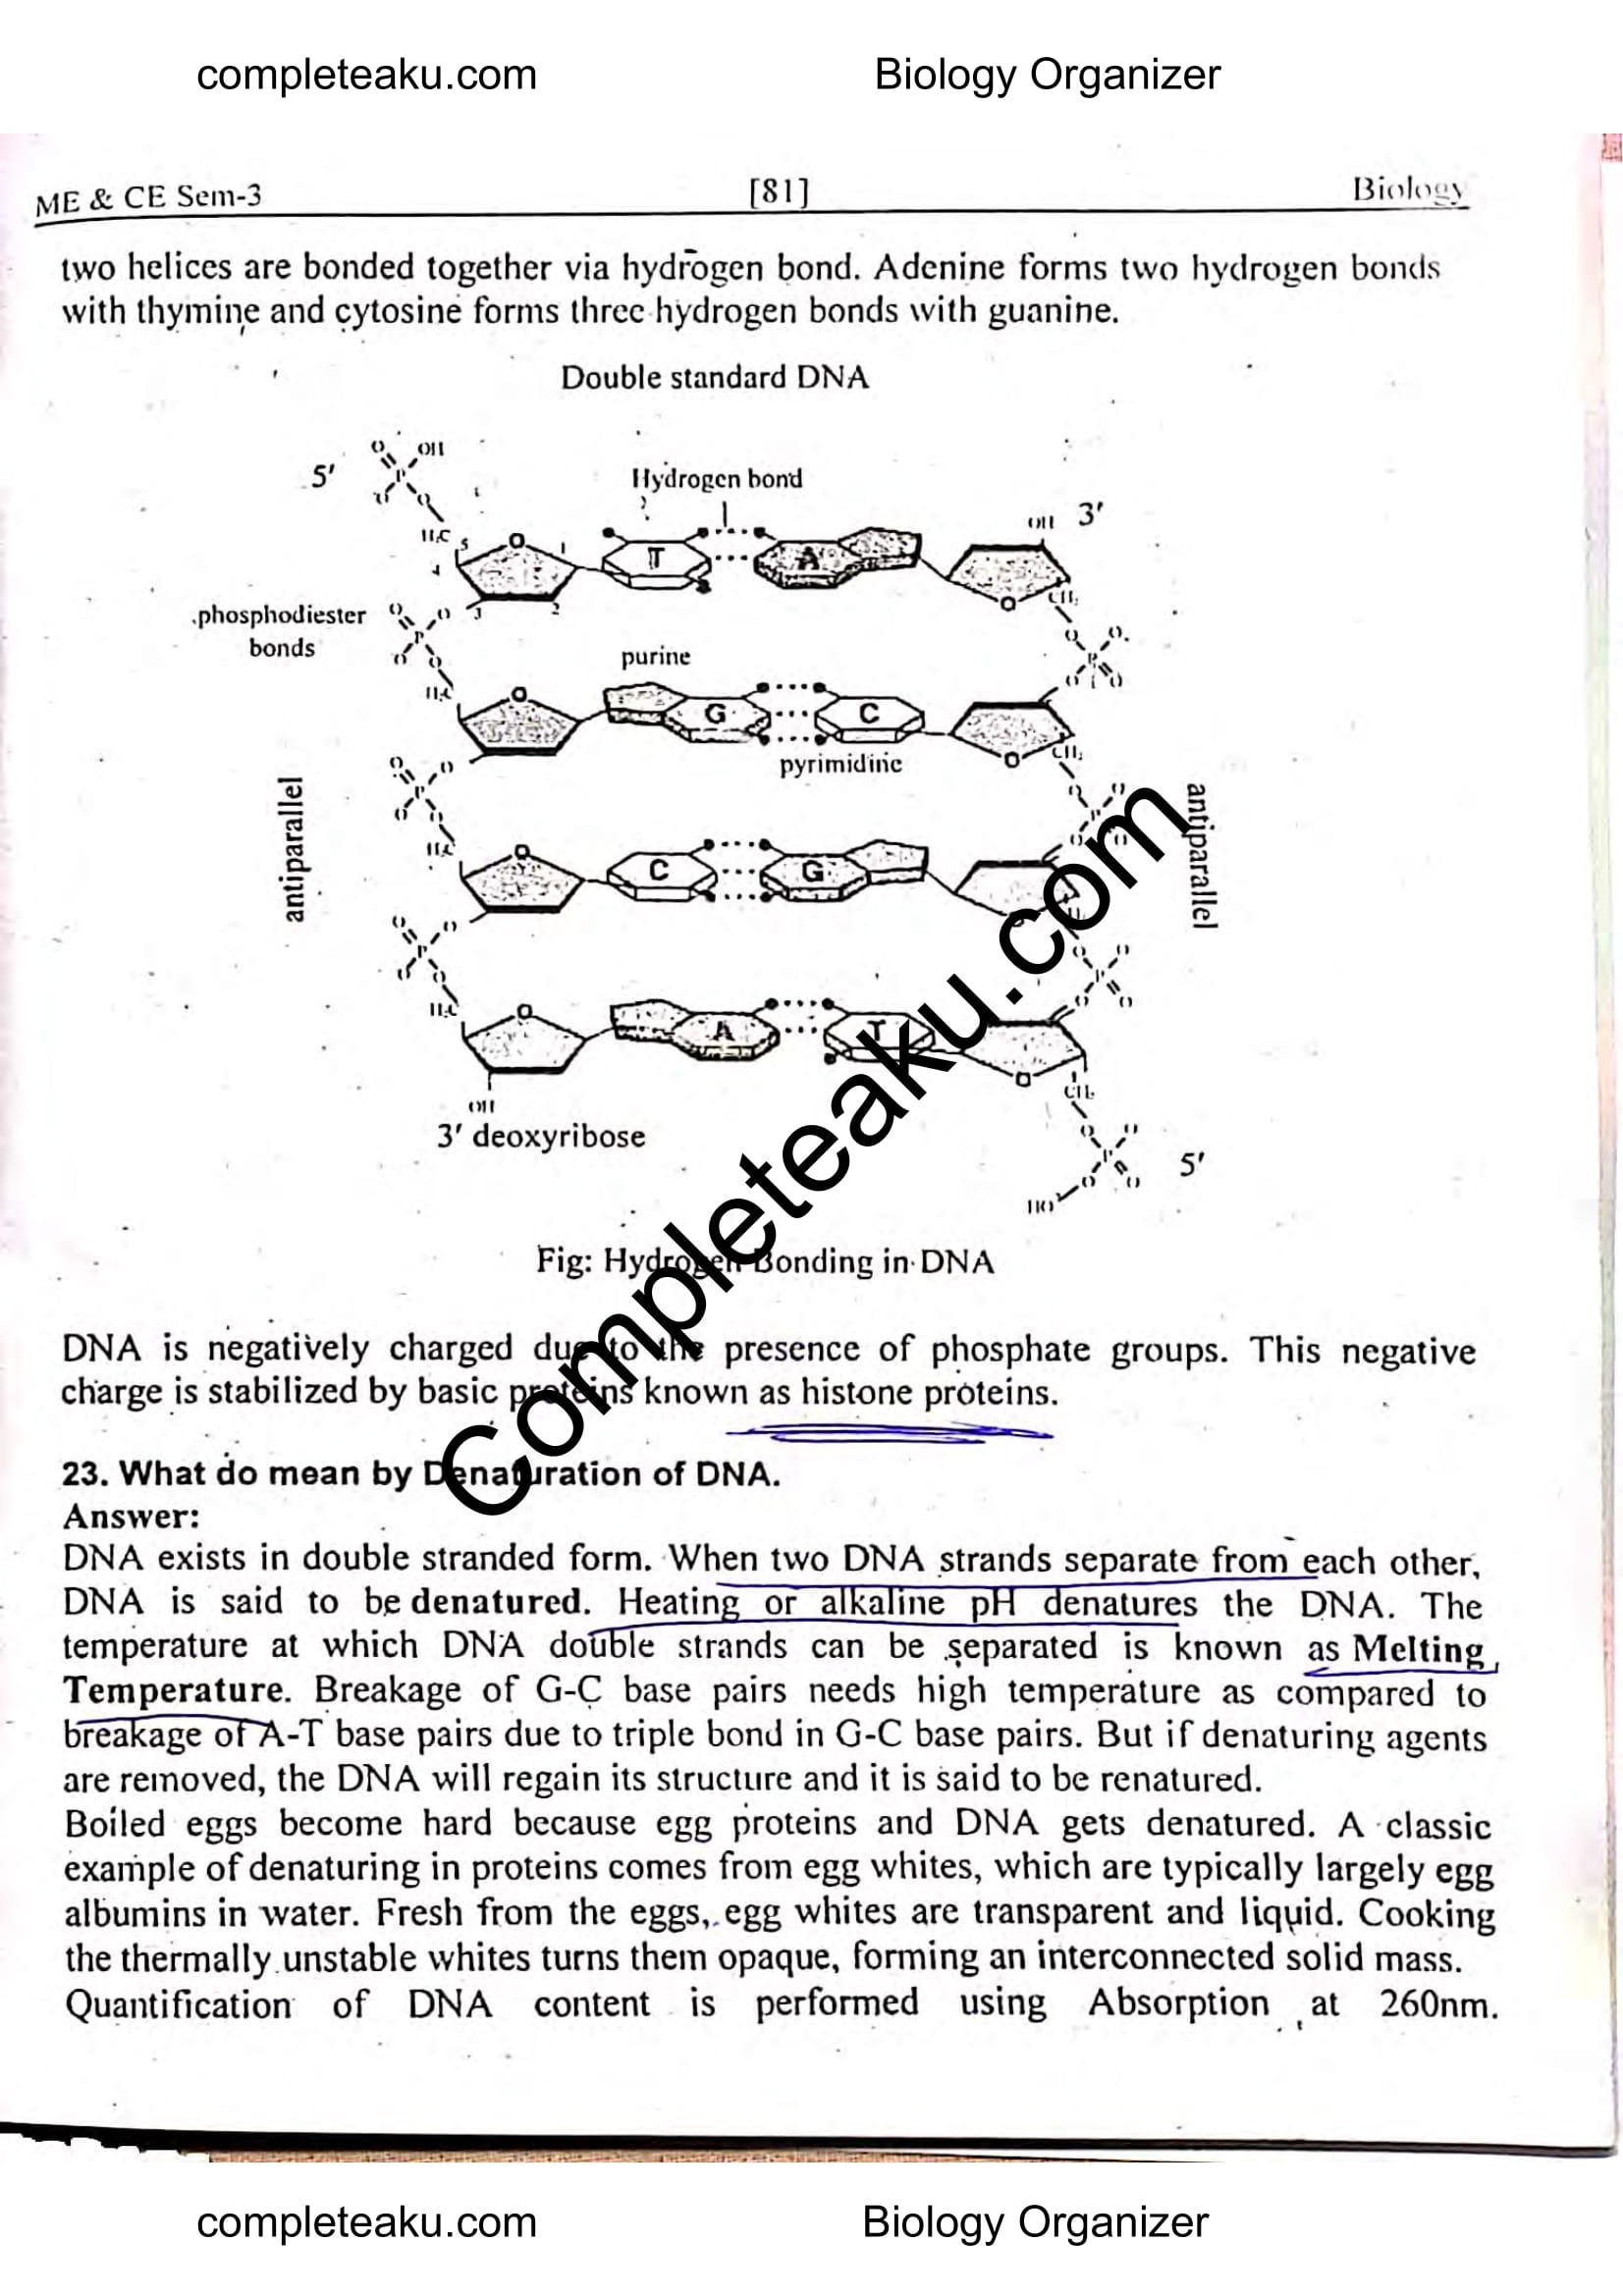 completeaku.com Biology Organizer
ME & CE Sem-3 [81] Biology
two helices are bonded together via hydrogen bond. Adenine forms two hydrogen bonds
with thymine and cytosine forms three hydrogen bonds with guanine.
Double standard DNA
O OH
5'
P
O O
Hydrogen bond
OH 3'
H₂C 5 O 1
4
T A
3 2
O
CH₂
phosphodiester
bonds
O O
P
O O
O O
P
O O
purine
H₂C O
G C
O CH₂
pyrimidine
antiparallel
O O
P
O O
O O
P
O O
antiparallel
H₂C O
C G
O O
P
O O
O O
P
O O
H₂C O
A T
O
CH₂
OH
3' deoxyribose
O O
P
O O
5'
HO
Fig: Hydrogen Bonding in DNA
DNA is negatively charged due to the presence of phosphate groups. This negative
charge is stabilized by basic proteins known as histone proteins.
23. What do mean by Denaturation of DNA.
Answer:
DNA exists in double stranded form. When two DNA strands separate from each other,
DNA is said to be denatured. Heating or alkaline pH denatures the DNA. The
temperature at which DNA double strands can be separated is known as Melting
Temperature. Breakage of G-C base pairs needs high temperature as compared to
breakage of A-T base pairs due to triple bond in G-C base pairs. But if denaturing agents
are removed, the DNA will regain its structure and it is said to be renatured.
Boiled eggs become hard because egg proteins and DNA gets denatured. A classic
example of denaturing in proteins comes from egg whites, which are typically largely egg
albumins in water. Fresh from the eggs, egg whites are transparent and liquid. Cooking
the thermally unstable whites turns them opaque, forming an interconnected solid mass.
Quantification of DNA content is performed using Absorption at 260nm.
Completeaku.com
completeaku.com Biology Organizer